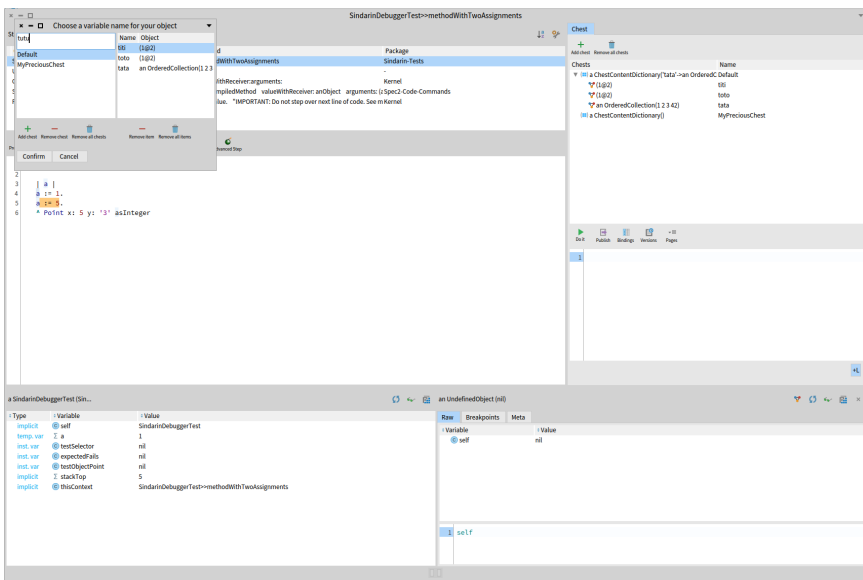 SindarinDebuggerTest>>methodWithTwoAssignments
Choose a variable name for your object
tutu
Default
MyPreciousChest
Name Object
titi (1@2)
toto (1@2)
tata an OrderedCollection(1 2 3
Add chest Remove chest Remove all chests Remove item Remove all items
Confirm Cancel
Package
dWithTwoAssignments Sindarin-Tests
-
ithReceiver:arguments: Kernel
mpiledMethod valueWithReceiver: anObject arguments: (a Spec2-Code-Commands
lue. "IMPORTANT: Do not step over next line of code. See m Kernel
dvanced Step
2
3 | a |
4 a := 1.
5 a := 5.
6 ^ Point x: 5 y: '3' asInteger
Chest
Add chest Remove all chests
Chests Name
a ChestContentDictionary('tata'->an OrderedC Default
(1@2) titi
(1@2) toto
an OrderedCollection(1 2 3 42) tata
a ChestContentDictionary() MyPreciousChest
Do it Publish Bindings Versions Pages
1
+L
a SindarinDebuggerTest (Sin...
Type Variable Value
implicit self SindarinDebuggerTest
temp. var a 1
inst. var testSelector nil
inst. var expectedFails nil
inst. var testObjectPoint nil
implicit stackTop 5
implicit thisContext SindarinDebuggerTest>>methodWithTwoAssignments
an UndefinedObject (nil)
Raw Breakpoints Meta
Variable Value
self nil
1 self